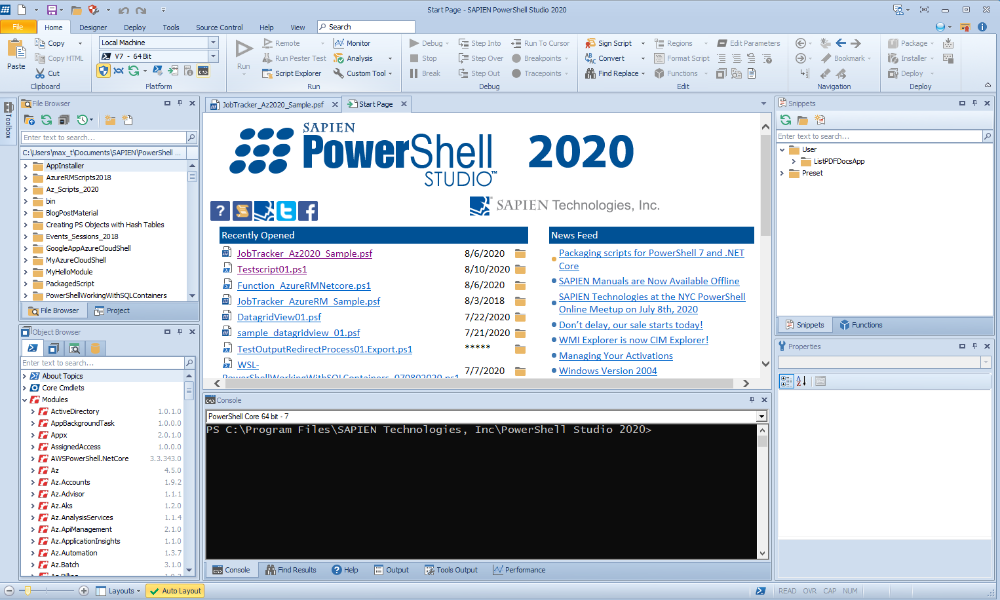 Start Page - SAPIEN PowerShell Studio 2020
File Home Designer Deploy Tools Source Control Help View Search
Paste
Copy
Copy HTML
Cut
Clipboard
Local Machine
V7 - 64 Bit
Platform
Run
Remote
Run Pester Test
Script Explorer
Monitor
Analysis
Custom Tool
Run
Debug
Stop
Break
Step Into
Step Over
Step Out
Run To Cursor
Breakpoints
Tracepoints
Debug
Sign Script
Convert
Find Replace
Regions
Format Script
Functions
Edit Parameters
Edit
Bookmark
Navigation
Package
Installer
Deploy
Deploy
Toolbox
File Browser
Enter text to search...
C:\Users\max_t\Documents\SAPIEN\PowerShell ...
AppInstaller
AzureRMScripts2018
Az_Scripts_2020
bin
BlogPostMaterial
Creating PS Objects with Hash Tables
Events_Sessions_2018
GoogleAppAzureCloudShell
MyAzureCloudShell
MyHelloModule
PackagedScript
PowerShellWorkingWithSQLContainers
File Browser Project
Object Browser
Enter text to search...
About Topics
Core Cmdlets
Modules
ActiveDirectory 1.0.1.0
AppBackgroundTask 1.0.0.0
Appx 2.0.1.0
AssignedAccess 1.0.0.0
AWSPowerShell.NetCore 3.3.343.0
Az 4.5.0
Az.Accounts 1.9.2
Az.Advisor 1.1.1
Az.Aks 1.2.0
Az.AnalysisServices 1.1.4
Az.ApiManagement 2.1.0
Az.ApplicationInsights 1.1.0
Az.Automation 1.3.7
Az.Batch 3.1.0
JobTracker_Az2020_Sample.psf Start Page
SAPIEN
PowerShell 2020
STUDIO™
SAPIEN Technologies, Inc.
Recently Opened
JobTracker_Az2020_Sample.psf 8/6/2020
Testscript01.ps1 8/10/2020
Function_AzureRMNetcore.ps1 8/6/2020
JobTracker_AzureRM_Sample.psf 8/3/2018
DatagridView01.psf 7/22/2020
sample_datagridview_01.psf 7/21/2020
TestOutputRedirectProcess01.Export.ps1 *****
WSL-
PowerShellWorkingWithSQLContainers_070802020.ps1 7/7/2020
News Feed
Packaging scripts for PowerShell 7 and .NET
Core
SAPIEN Manuals are Now Available Offline
SAPIEN Technologies at the NYC PowerShell
Online Meetup on July 8th, 2020
Don't delay, our sale starts today!
WMI Explorer is now CIM Explorer!
Managing Your Activations
Windows Version 2004
Console
PowerShell Core 64 bit - 7
PS C:\Program Files\SAPIEN Technologies, Inc\PowerShell Studio 2020>
Console Find Results Help Output Tools Output Performance
Snippets
Enter text to search...
User
ListPDFDocsApp
Preset
Snippets Functions
Properties
Layouts Auto Layout
READ OVR CAP NUM